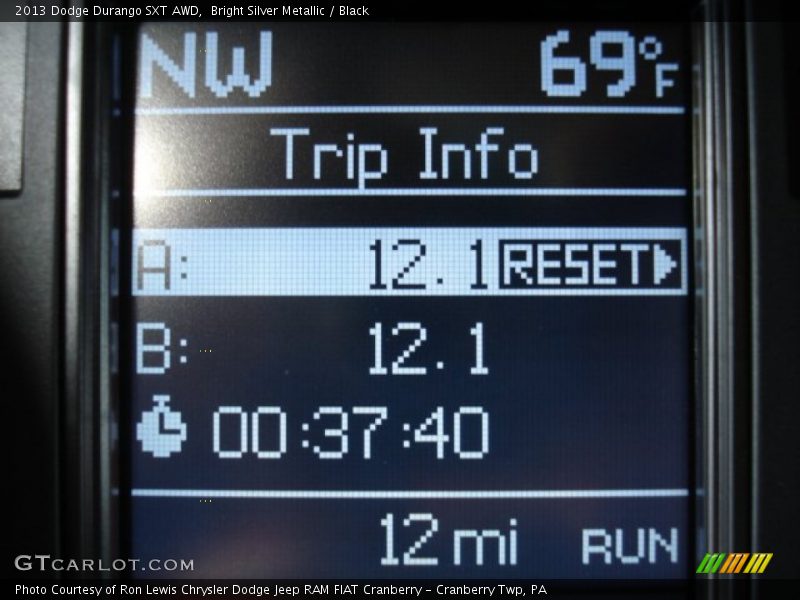 2013 Dodge Durango SXT AWD,  Bright Silver Metallic / Black
NW 69°F
Trip Info
A: 12.1 RESET▶
B: 12.1
00:37:40
12mi RUN
GTCARLOT.COM
Photo Courtesy of Ron Lewis Chrysler Dodge Jeep RAM FIAT Cranberry – Cranberry Twp, PA